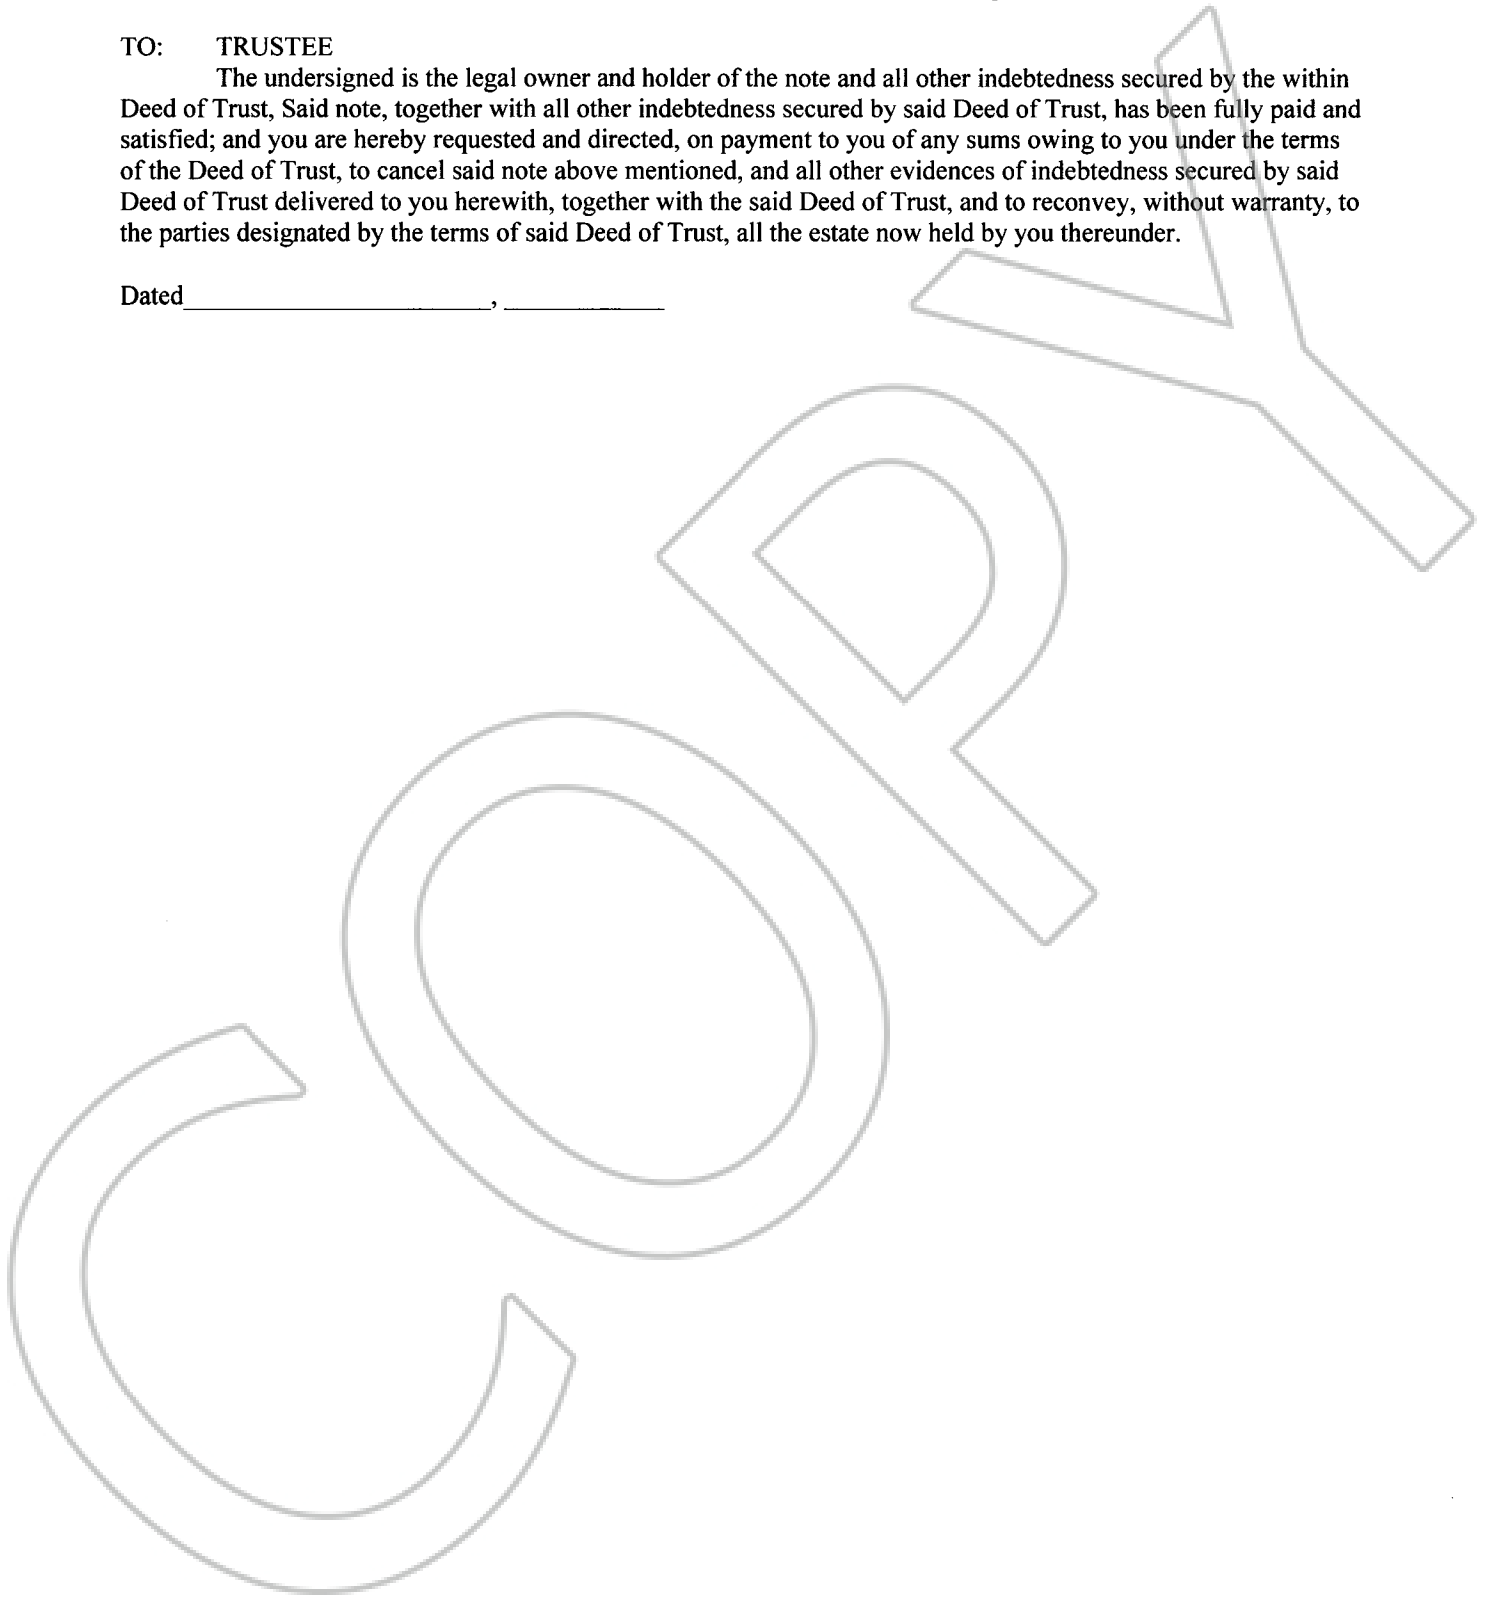 TO: TRUSTEE
The undersigned is the legal owner and holder of the note and all other indebtedness secured by the within
Deed of Trust, Said note, together with all other indebtedness secured by said Deed of Trust, has been fully paid and
satisfied; and you are hereby requested and directed, on payment to you of any sums owing to you under the terms
of the Deed of Trust, to cancel said note above mentioned, and all other evidences of indebtedness secured by said
Deed of Trust delivered to you herewith, together with the said Deed of Trust, and to reconvey, without warranty, to
the parties designated by the terms of said Deed of Trust, all the estate now held by you thereunder.
Dated____________________, __________
COPY